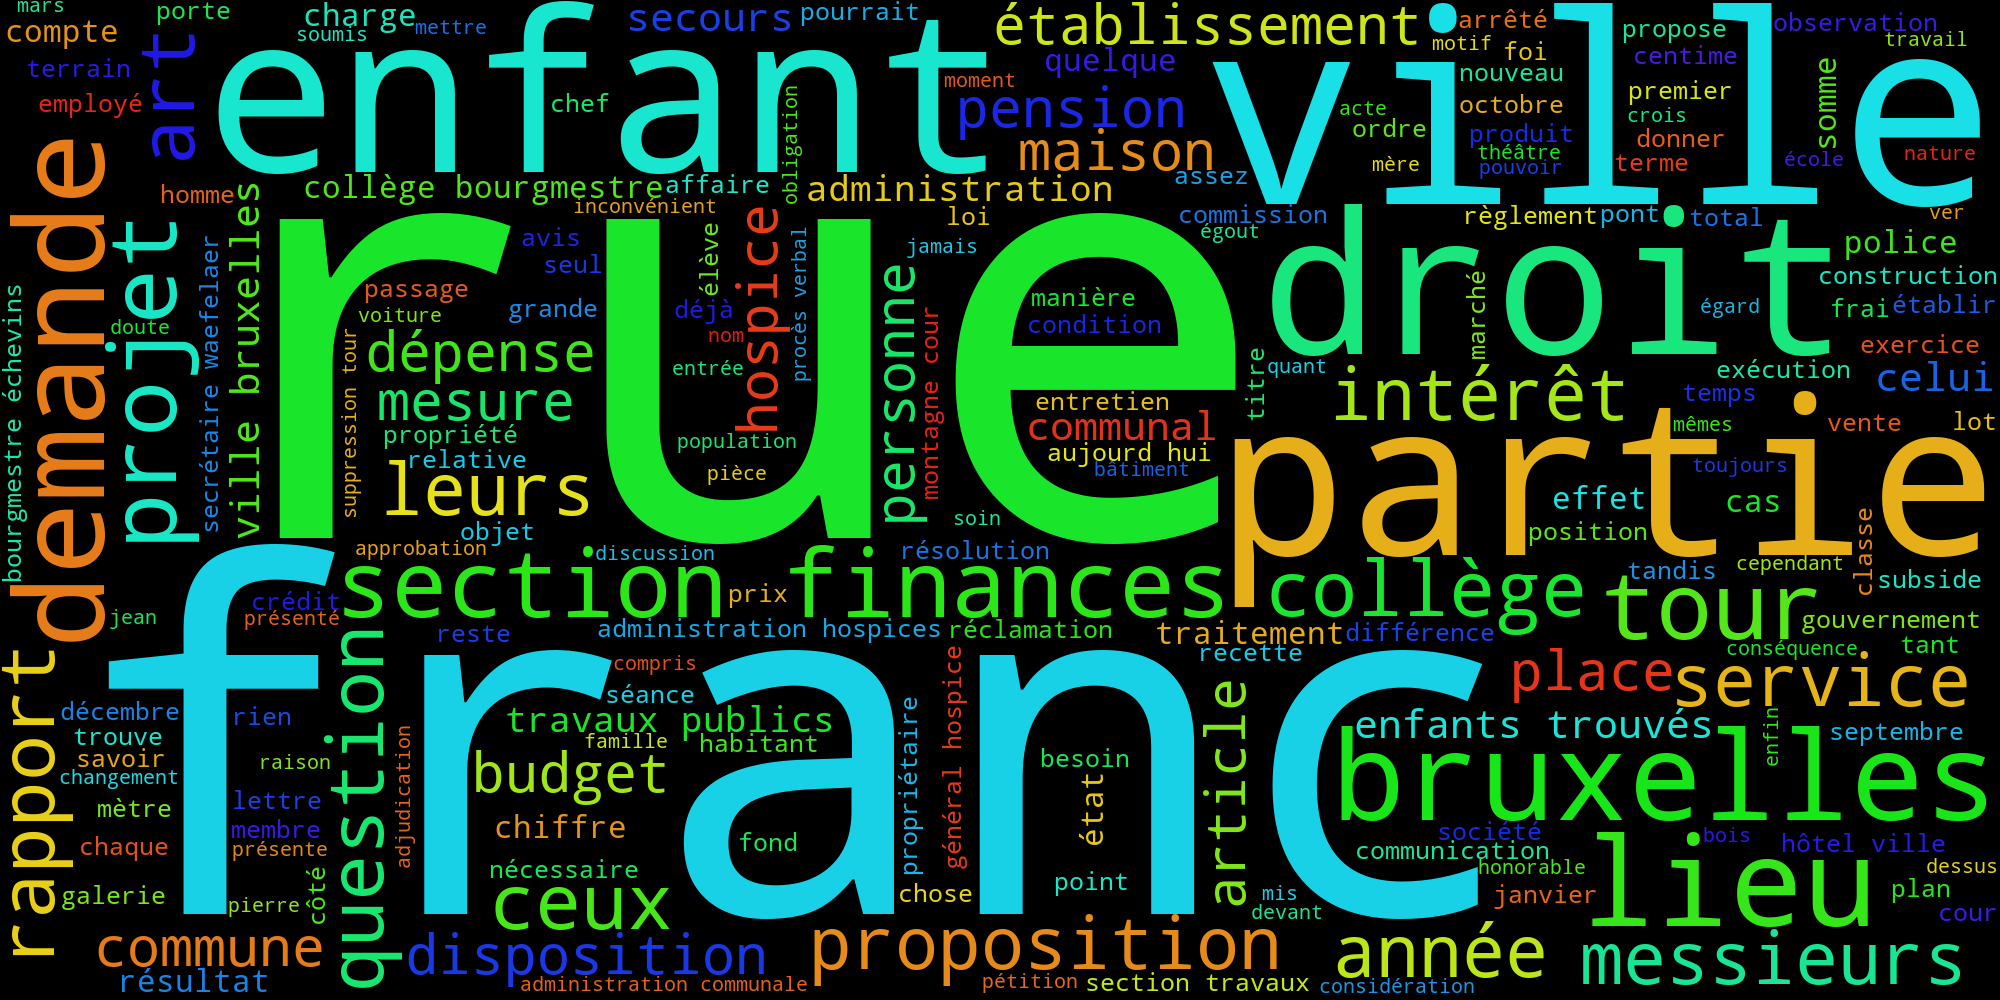 mars
porte
charge
secours
pourrait
établissement
arrêté
propose
observation
compte
soumis
mettre
motif
foi
centime
travail
terrain
art
enfant
quelque
ville
nouveau
somme
employé
chef
moment
pension
octobre
premier
obligation
acte
ordre
produit
crois
donner
maison
théâtre
mère
pouvoir
terme
école
nature
homme
collège bourgmestre
affaire
administration
assez
inconvénient
loi
commission
règlement
pont
total
ver
demande
projet
ville bruxelles
rue
avis
élève
hospice
procès verbal
jamais
égout
droit
police
seul
secrétaire waefelaer
bourgmestre échevins
passage
grande
déjà
personne
manière
marché
égard
construction
frai
établir
voiture
doute
nom
montagne cour
condition
dépense
suppression tour
entrée
titre
quant
exécution
exercice
celui
mesure
entretien
intérêt
temps
communal
partie
mêmes
vente
lot
propriété
population
relative
aujourd hui
pièce
bâtiment
toujours
leurs
effet
cas
objet
soin
position
classe
approbation
discussion
résolution
cependant
section finances
collège
tandis
subside
crédit
prix
tour
présenté
jean
reste
administration hospices
réclamation
traitement
différence
gouvernement
conséquence
tant
rapport
franc
question
compris
général hospice
recette
place
service
séance
propriétaire
article
décembre
rien
travaux publics
enfants trouvés
enfin
septembre
trouve
famille
habitant
savoir
raison
adjudication
budget
besoin
bruxelles
changement
état
lettre
mètre
membre
chiffre
société
bois
hôtel ville
chaque
présente
fond
communication
lieu
honorable
dessus
nécessaire
galerie
pierre
côté
ceux
chose
point
mis
devant
janvier
plan
cour
commune
disposition
proposition
année
messieurs
résultat
administration communale
pétition
section travaux
considération